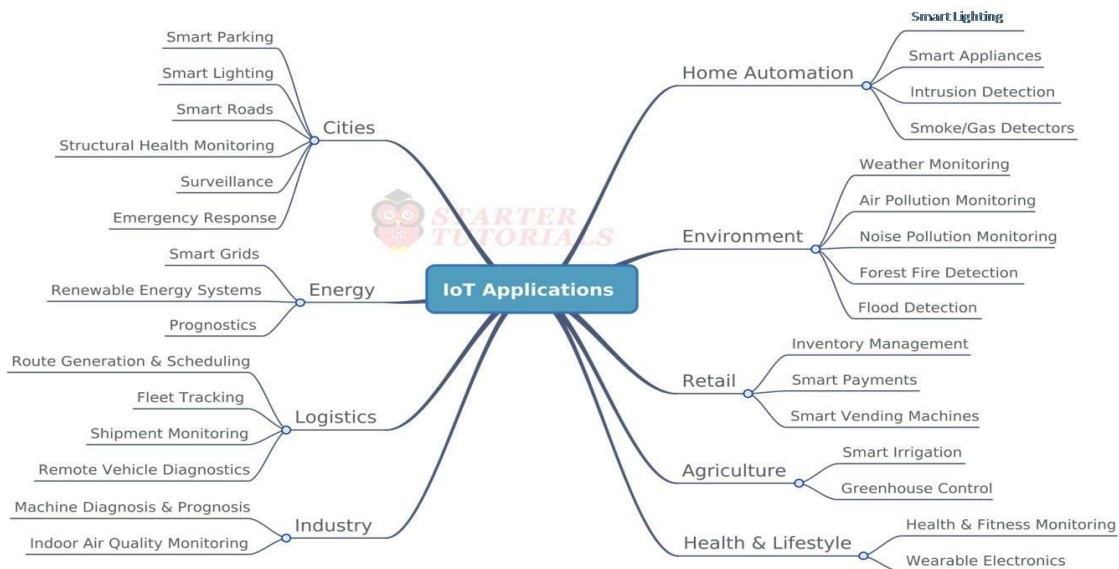 Smart Parking
Smart Lighting
Smart Roads
Structural Health Monitoring
Surveillance
Emergency Response
Cities
Smart Grids
Renewable Energy Systems
Prognostics
Energy
Route Generation & Scheduling
Fleet Tracking
Shipment Monitoring
Remote Vehicle Diagnostics
Logistics
Machine Diagnosis & Prognosis
Indoor Air Quality Monitoring
Industry
STARTER
TUTORIALS
IoT Applications
Home Automation
Smart Lighting
Smart Appliances
Intrusion Detection
Smoke/Gas Detectors
Environment
Weather Monitoring
Air Pollution Monitoring
Noise Pollution Monitoring
Forest Fire Detection
Flood Detection
Retail
Inventory Management
Smart Payments
Smart Vending Machines
Agriculture
Smart Irrigation
Greenhouse Control
Health & Lifestyle
Health & Fitness Monitoring
Wearable Electronics